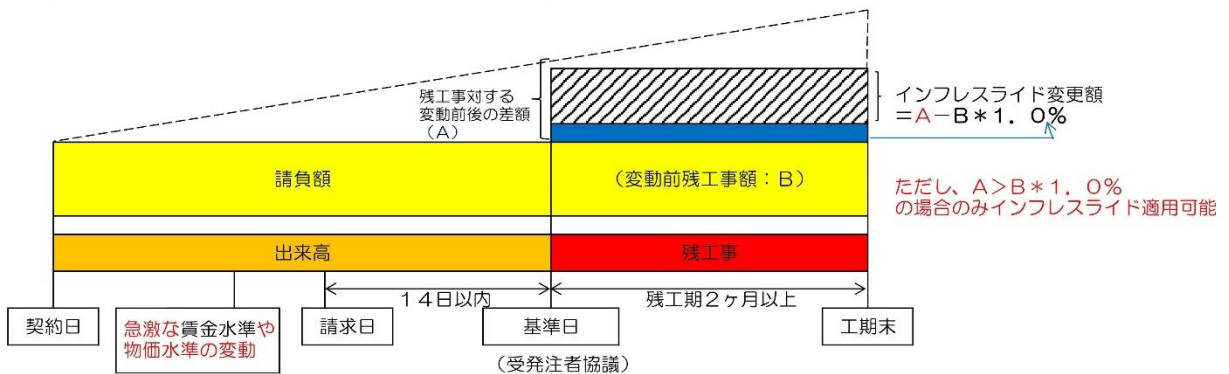 残工事対する
変動前後の差額
(A)
インフレスライド変更額
=A-B*1.0%
請負額
(変動前残工事額:B)
ただし、A>B*1.0%
の場合のみインフレスライド適用可能
出来高
残工事
14日以内
残工期2ヶ月以上
契約日
急激な賃金水準や
物価水準の変動
請求日
基準日
工期末
(受発注者協議)